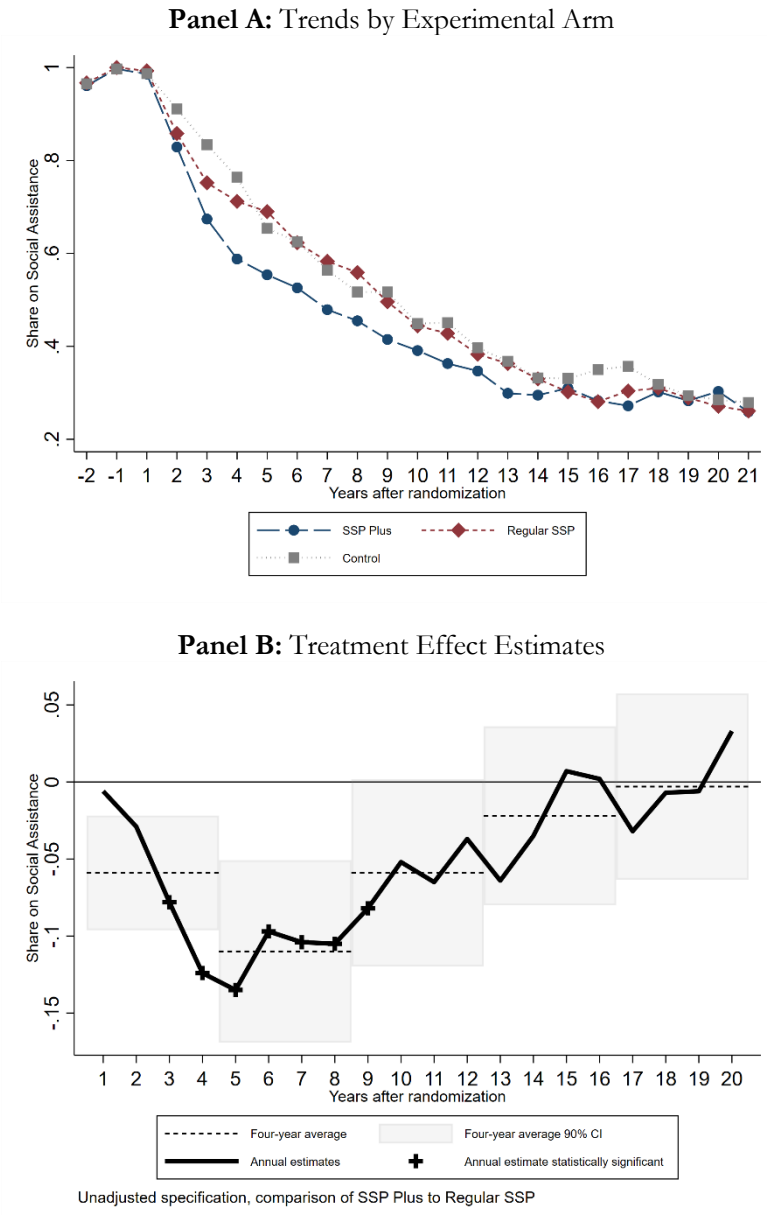 Panel A: Trends by Experimental Arm
Share on Social Assistance
1
.8
.6
.4
.2
-2 -1 1 2 3 4 5 6 7 8 9 10 11 12 13 14 15 16 17 18 19 20 21
Years after randomization
SSP Plus Regular SSP
Control
Panel B: Treatment Effect Estimates
Share on Social Assistance
.05
0
-.05
-.1
-.15
1 2 3 4 5 6 7 8 9 10 11 12 13 14 15 16 17 18 19 20
Years after randomization
Four-year average Four-year average 90% CI
Annual estimates Annual estimate statistically significant
Unadjusted specification, comparison of SSP Plus to Regular SSP